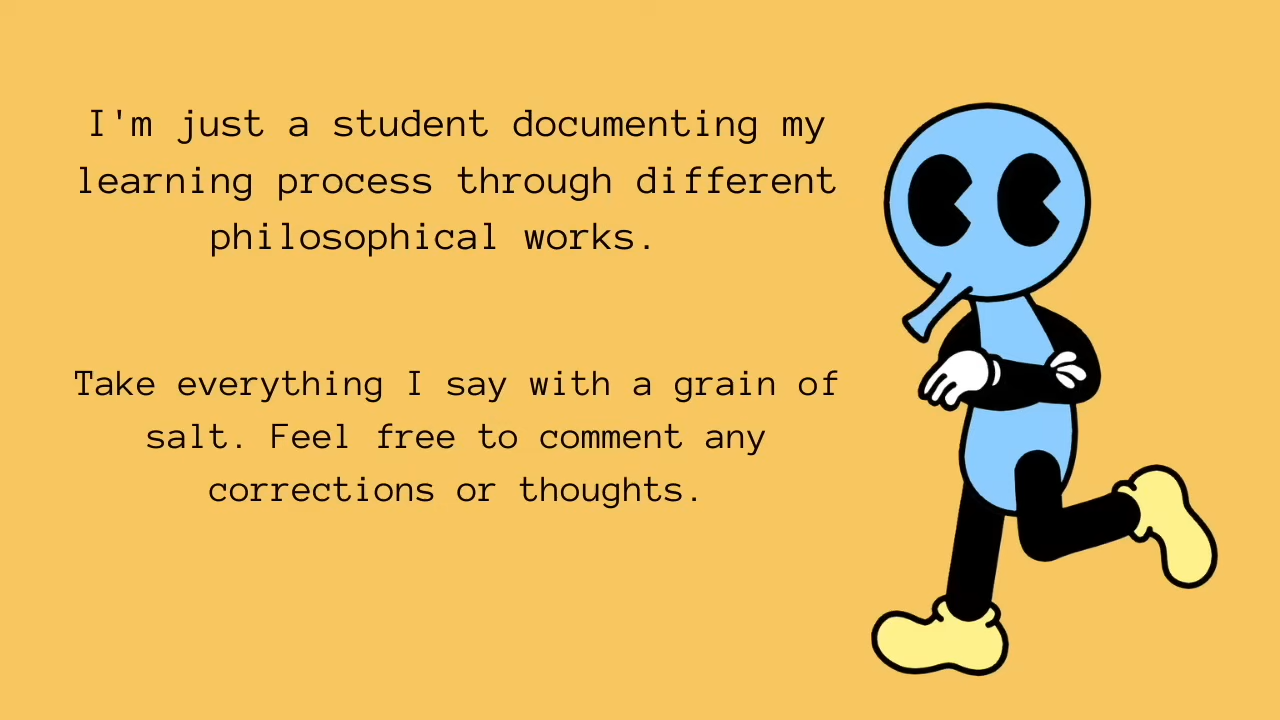 I'm just a student documenting my
learning process through different
philosophical works.
Take everything I say with a grain of
salt. Feel free to comment any
corrections or thoughts.